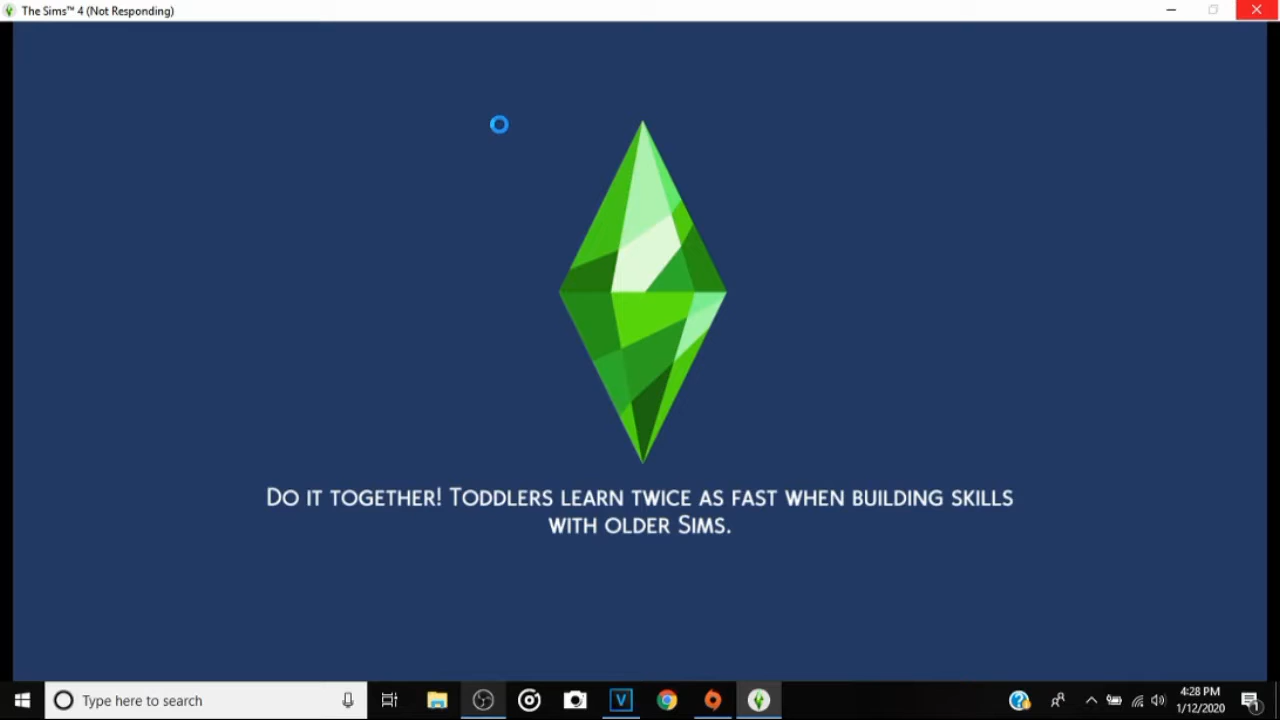 The Sims™ 4 (Not Responding)
Do it together! Toddlers learn twice as fast when building skills
with older Sims.
Type here to search
4:28 PM
1/12/2020